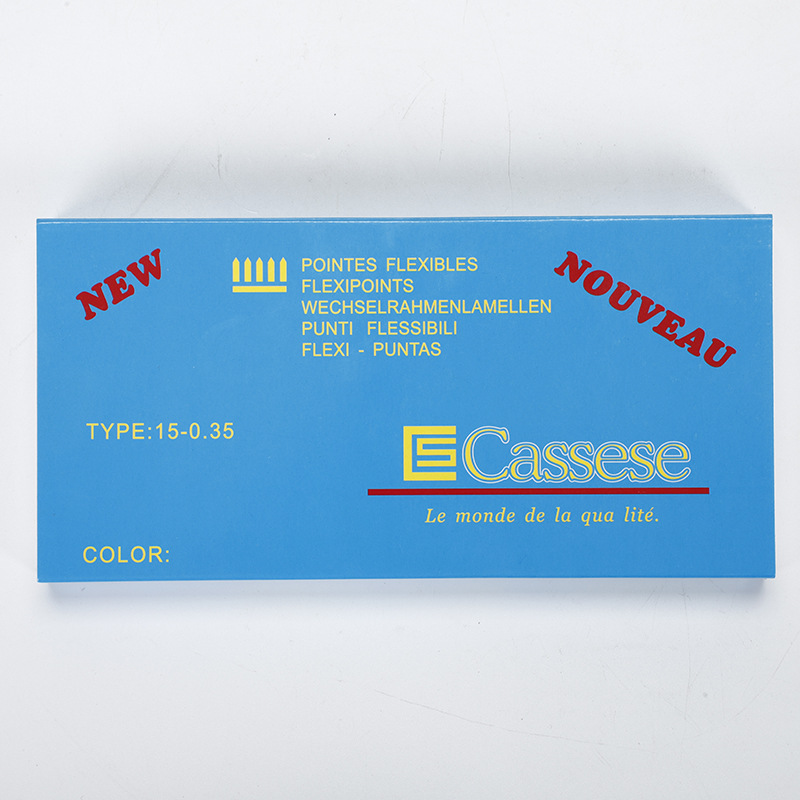 NEW
POINTES FLEXIBLES
FLEXIPOINTS
WECHSELRAHMENLAMELLEN
PUNTI FLESSIBILI
FLEXI - PUNTAS
NOUVEAU
TYPE:15-0.35
Cassese
Le monde de la qua lité.
COLOR: